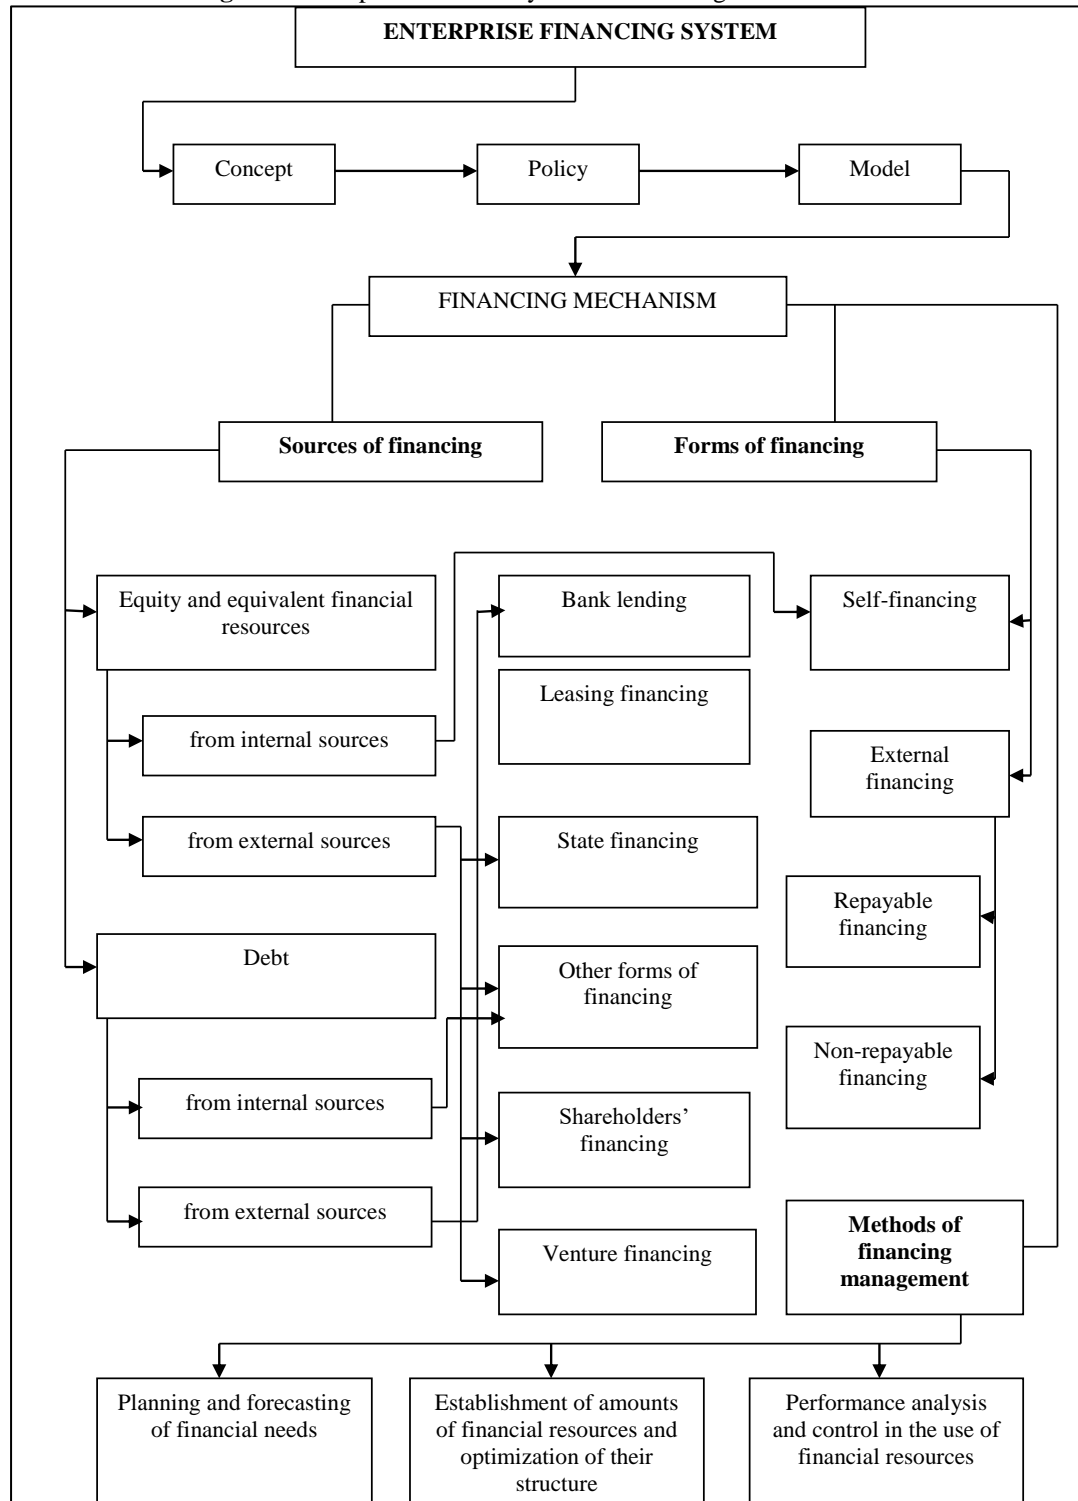 ENTERPRISE FINANCING SYSTEM
Concept
Policy
Model
FINANCING MECHANISM
Sources of financing
Forms of financing
Equity and equivalent financial
resources
Bank lending
Self-financing
Leasing financing
from internal sources
External
financing
from external sources
State financing
Repayable
financing
Debt
Other forms of
financing
Non-repayable
financing
from internal sources
Shareholders’
financing
from external sources
Methods of
financing
management
Venture financing
Planning and forecasting
of financial needs
Establishment of amounts
of financial resources and
optimization of their
structure
Performance analysis
and control in the use of
financial resources